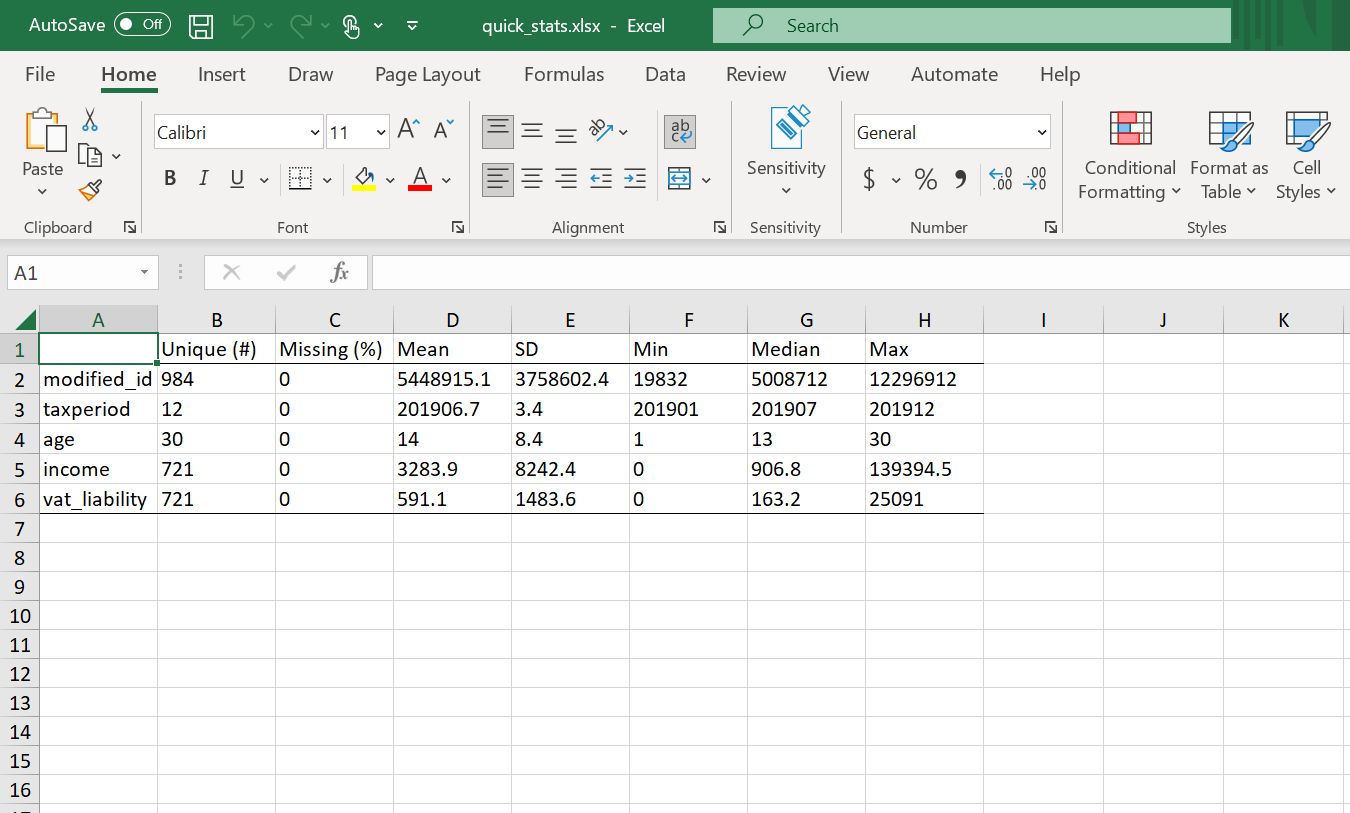 AutoSave Off quick_stats.xlsx - Excel Search
File Home Insert Draw Page Layout Formulas Data Review View Automate Help
Calibri 11 A^ Aˇ ab General
Paste Sensitivity Conditional Formatting Format as Table Cell Styles
B I U A ab c $ % 9 ←0 .00 .00 →0
Clipboard Font Alignment Sensitivity Number Styles
A1 fx
A B C D E F G H I J K
1 Unique (#) Missing (%) Mean SD Min Median Max
2 modified_id 984 0 5448915.1 3758602.4 19832 5008712 12296912
3 taxperiod 12 0 201906.7 3.4 201901 201907 201912
4 age 30 0 14 8.4 1 13 30
5 income 721 0 3283.9 8242.4 0 906.8 139394.5
6 vat_liability 721 0 591.1 1483.6 0 163.2 25091
7
8
9
10
11
12
13
14
15
16